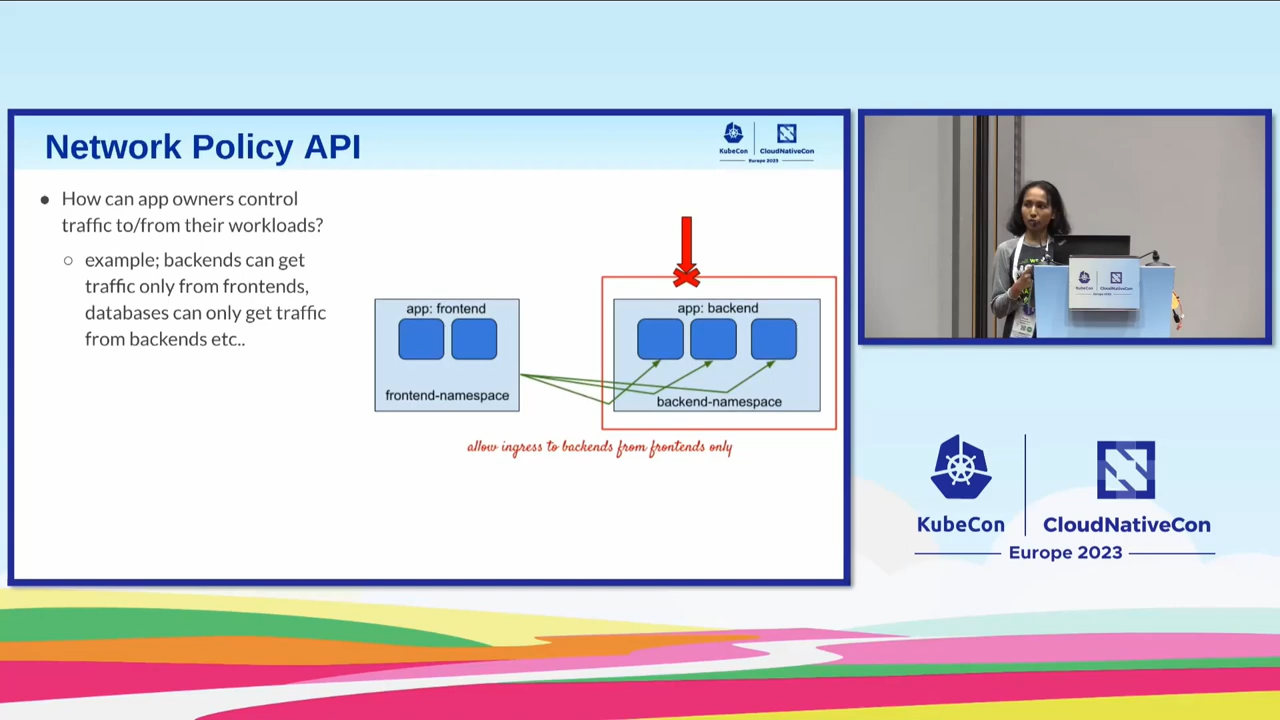 Network Policy API
KubeCon
CloudNativeCon
Europe 2023
● How can app owners control
traffic to/from their workloads?
○ example; backends can get
traffic only from frontends,
databases can only get traffic
from backends etc..
app: frontend
frontend-namespace
app: backend
backend-namespace
allow ingress to backends from frontends only
KubeCon
CloudNativeCon
Europe 2023